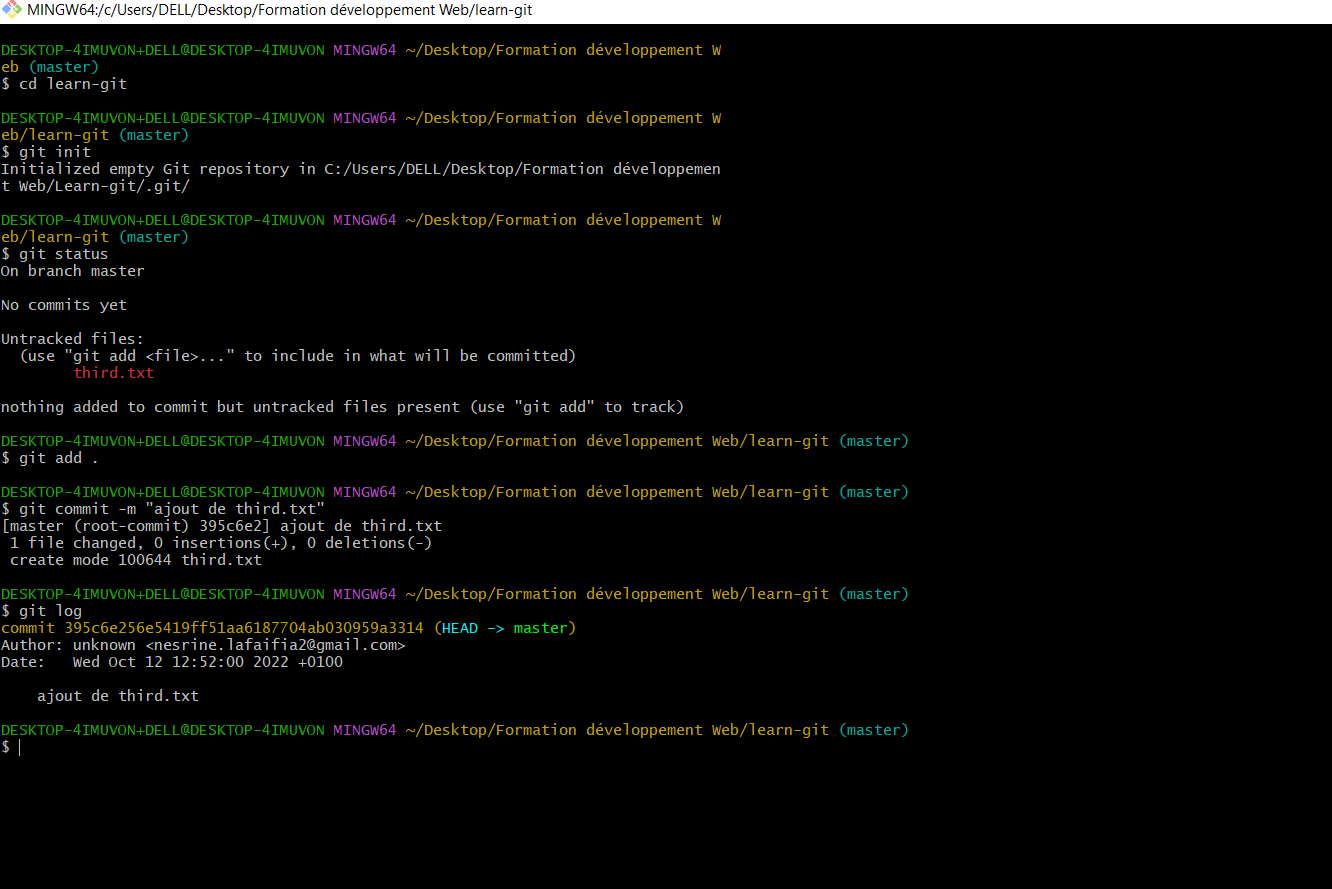 MINGW64:/c/Users/DELL/Desktop/Formation développement Web/learn-git
DESKTOP-4IMUVON+DELL@DESKTOP-4IMUVON MINGW64 ~/Desktop/Formation développement W
eb (master)
$ cd learn-git
DESKTOP-4IMUVON+DELL@DESKTOP-4IMUVON MINGW64 ~/Desktop/Formation développement W
eb/learn-git (master)
$ git init
Initialized empty Git repository in C:/Users/DELL/Desktop/Formation développemen
t Web/Learn-git/.git/
DESKTOP-4IMUVON+DELL@DESKTOP-4IMUVON MINGW64 ~/Desktop/Formation développement W
eb/learn-git (master)
$ git status
On branch master
No commits yet
Untracked files:
  (use "git add <file>..." to include in what will be committed)
        third.txt
nothing added to commit but untracked files present (use "git add" to track)
DESKTOP-4IMUVON+DELL@DESKTOP-4IMUVON MINGW64 ~/Desktop/Formation développement Web/learn-git (master)
$ git add .
DESKTOP-4IMUVON+DELL@DESKTOP-4IMUVON MINGW64 ~/Desktop/Formation développement Web/learn-git (master)
$ git commit -m "ajout de third.txt"
[master (root-commit) 395c6e2] ajout de third.txt
 1 file changed, 0 insertions(+), 0 deletions(-)
 create mode 100644 third.txt
DESKTOP-4IMUVON+DELL@DESKTOP-4IMUVON MINGW64 ~/Desktop/Formation développement Web/learn-git (master)
$ git log
commit 395c6e256e5419ff51aa6187704ab030959a3314 (HEAD -> master)
Author: unknown <nesrine.lafaifia2@gmail.com>
Date:   Wed Oct 12 12:52:00 2022 +0100
    ajout de third.txt
DESKTOP-4IMUVON+DELL@DESKTOP-4IMUVON MINGW64 ~/Desktop/Formation développement Web/learn-git (master)
$